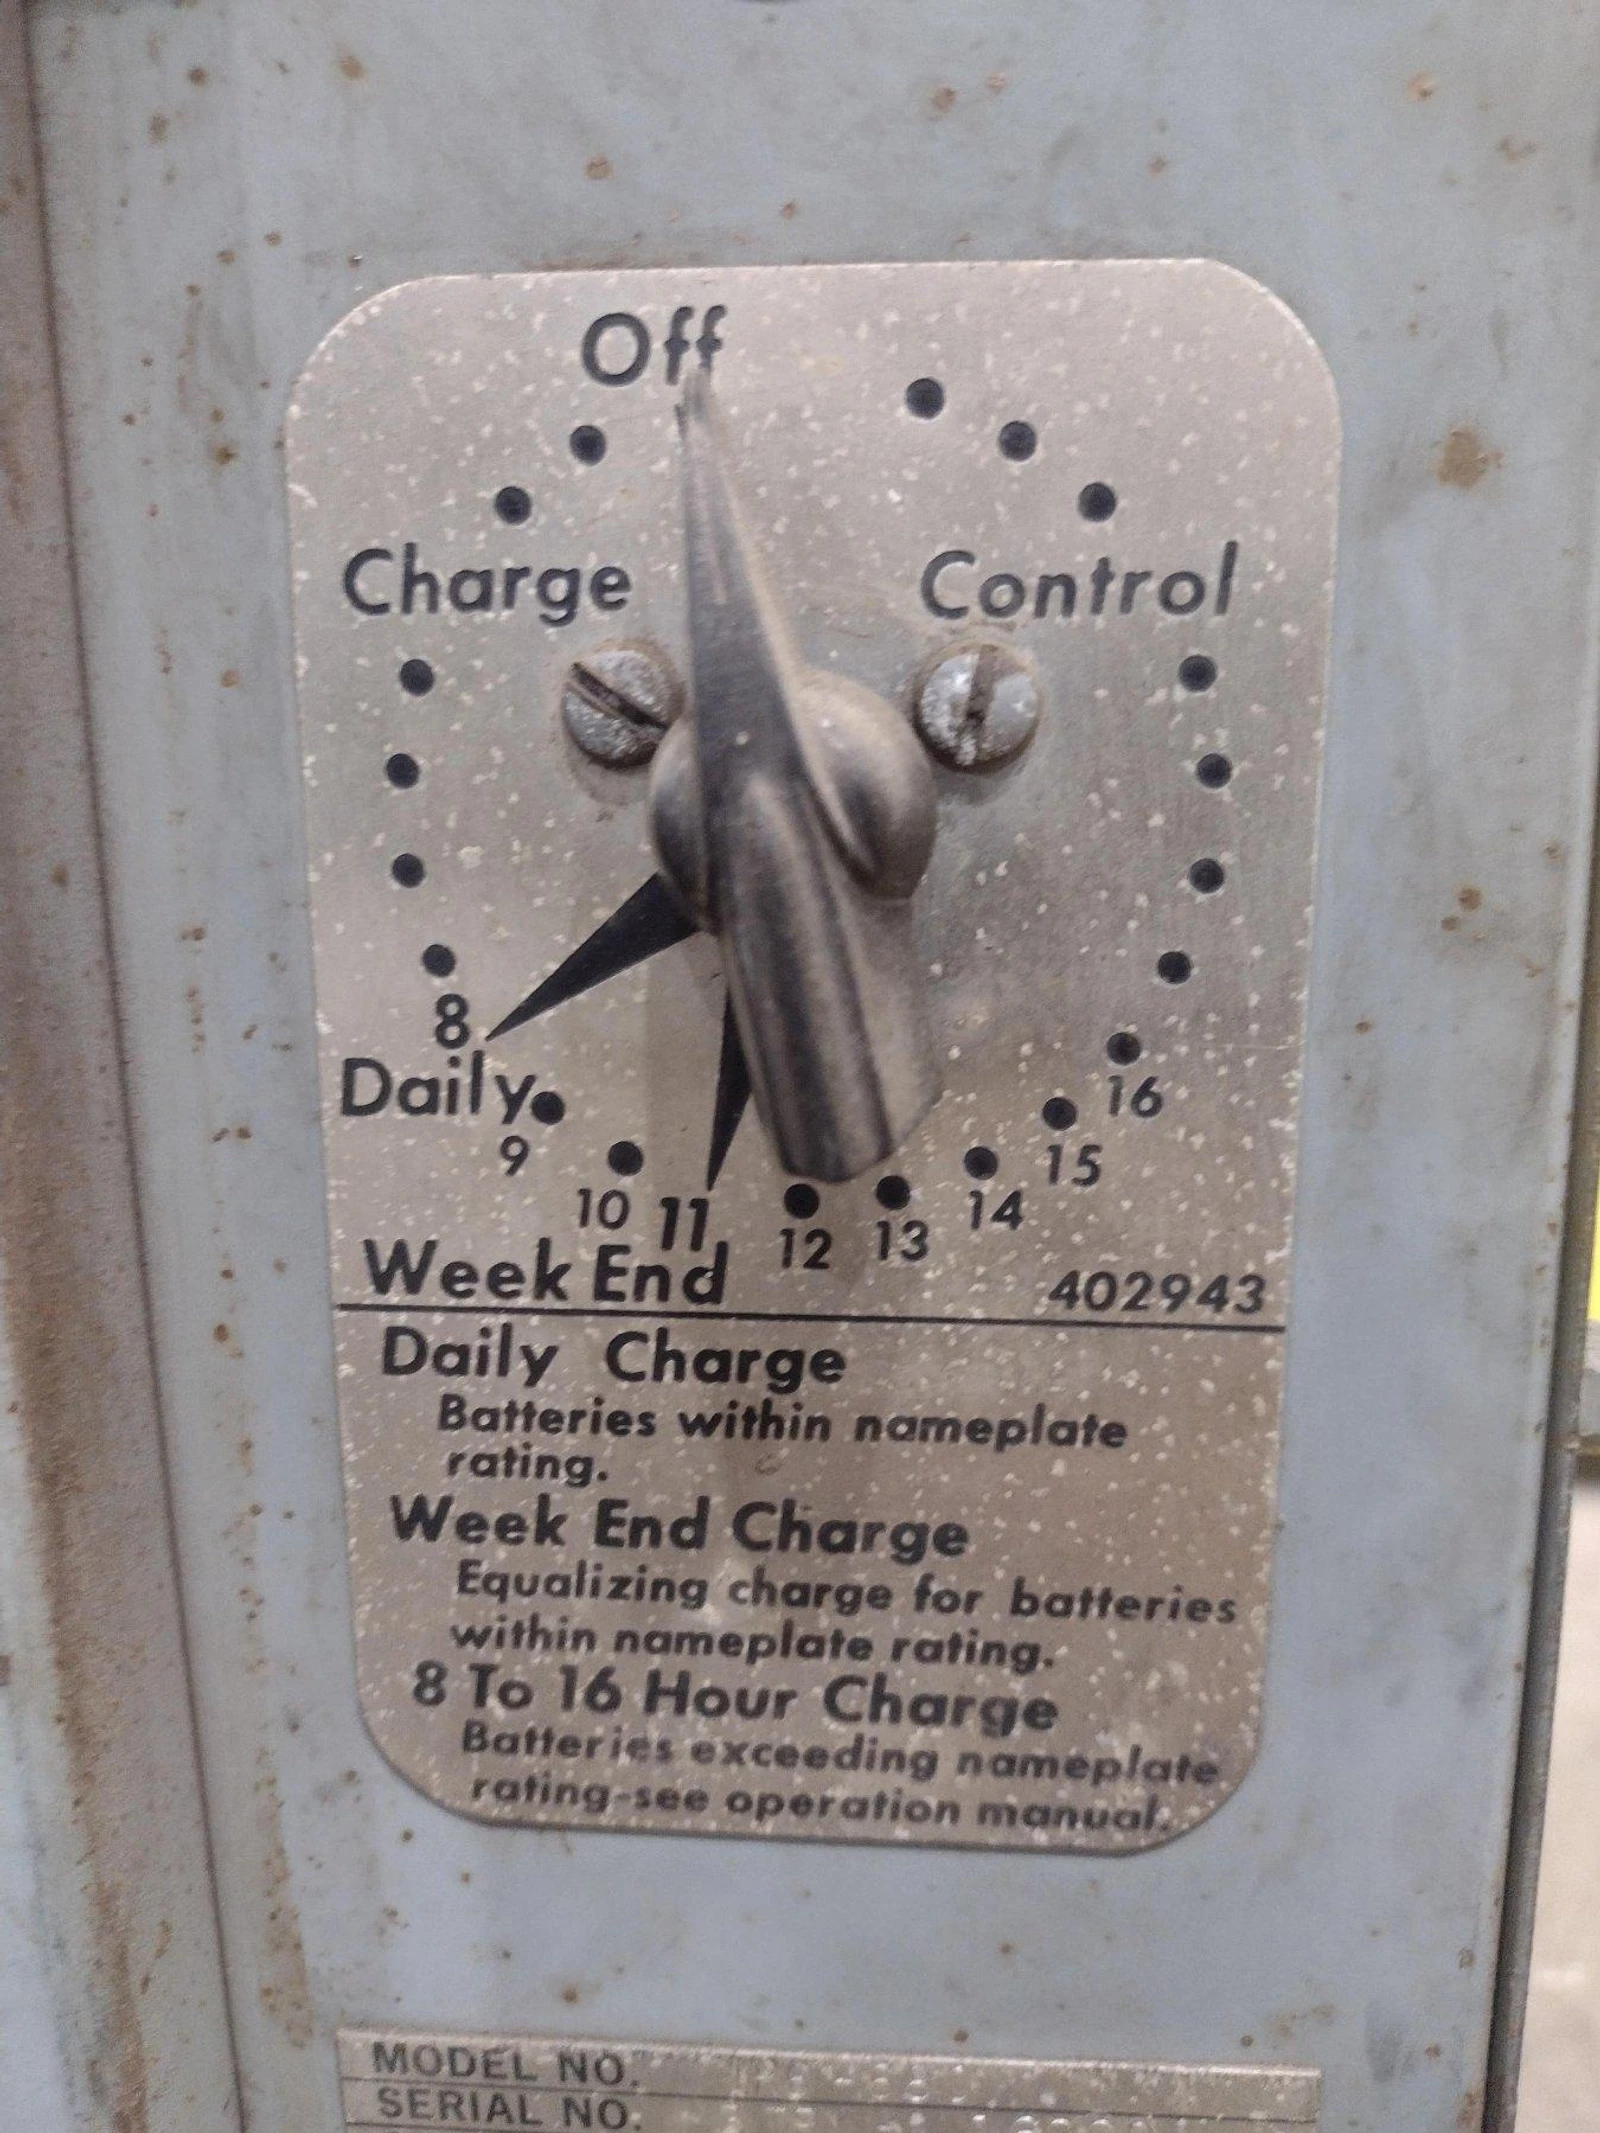 Off
Charge Control
8
Daily
9
10 11 12 13 14 15 16
Week End
402943
Daily Charge
Batteries within nameplate
rating.
Week End Charge
Equalizing charge for batteries
within nameplate rating.
8 To 16 Hour Charge
Batteries exceeding nameplate
rating-see operation manual.
MODEL NO.
SERIAL NO.